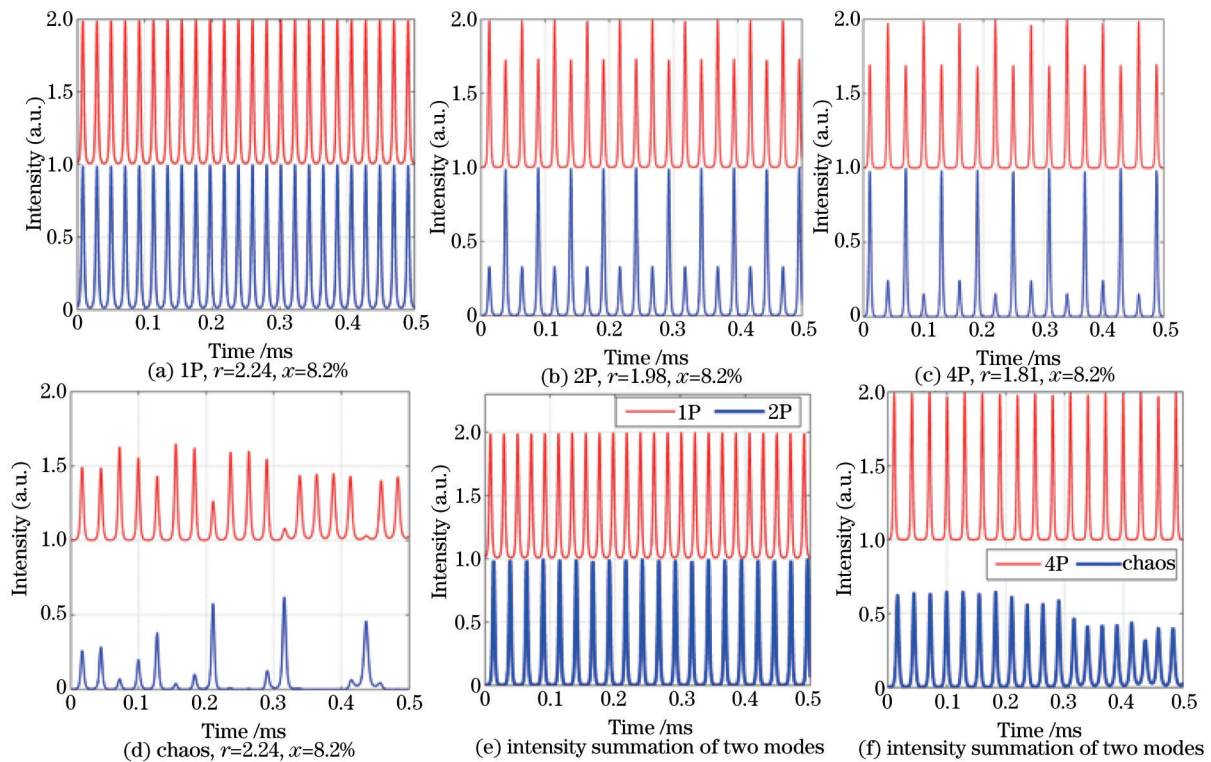 2.0
1.5
1.0
0.5
0
Intensity (a.u.)
0 0.1 0.2 0.3 0.4 0.5
Time /ms
(a) 1P, r=2.24, x=8.2%
2.0
1.5
1.0
0.5
0
Intensity (a.u.)
0 0.1 0.2 0.3 0.4 0.5
Time /ms
(b) 2P, r=1.98, x=8.2%
2.0
1.5
1.0
0.5
0
Intensity (a.u.)
0 0.1 0.2 0.3 0.4 0.5
Time /ms
(c) 4P, r=1.81, x=8.2%
2.0
1.5
1.0
0.5
0
Intensity (a.u.)
0 0.1 0.2 0.3 0.4 0.5
Time /ms
(d) chaos, r=2.24, x=8.2%
1P 2P
2.0
1.5
1.0
0.5
0
Intensity (a.u.)
0 0.1 0.2 0.3 0.4 0.5
Time /ms
(e) intensity summation of two modes
2.0
1.5
1.0
0.5
0
Intensity (a.u.)
4P chaos
0 0.1 0.2 0.3 0.4 0.5
Time /ms
(f) intensity summation of two modes